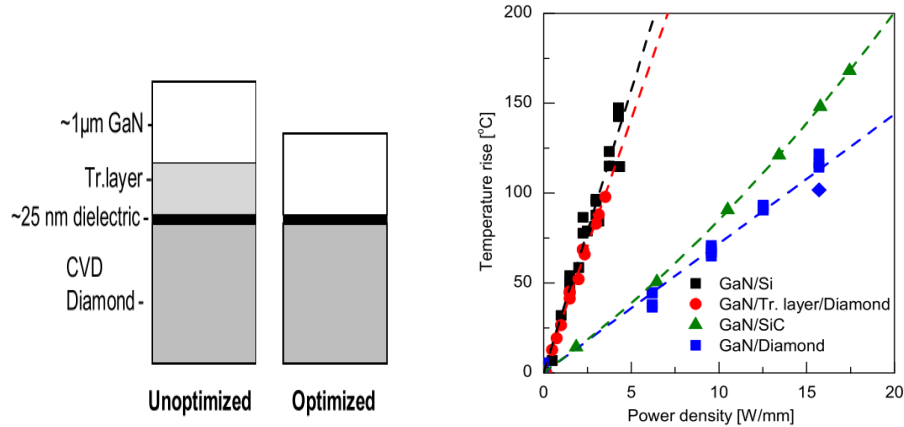 ~1μm GaN
Tr.layer
~25 nm dielectric
CVD
Diamond
Unoptimized
Optimized
Temperature rise [°C]
200
150
100
50
0
0
5
10
15
20
Power density [W/mm]
GaN/Si
GaN/Tr. layer/Diamond
GaN/SiC
GaN/Diamond